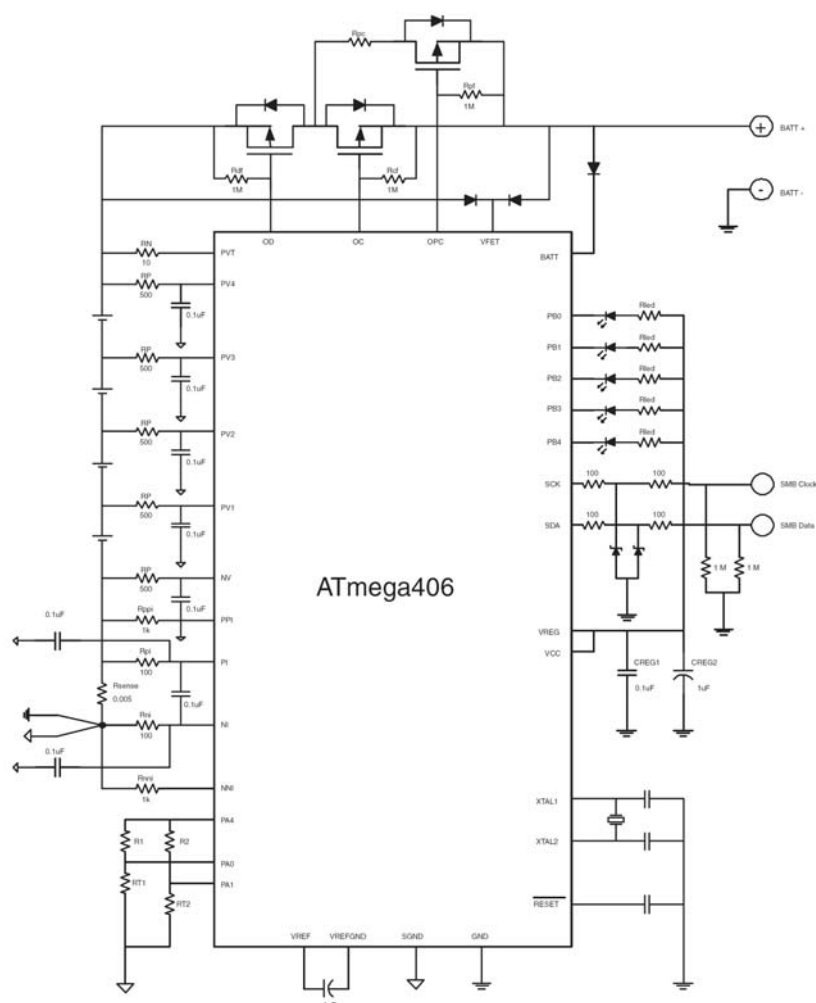 Rpc
Rpf
1M
BATT +
Rdf
1M
Rcf
1M
BATT -
OD
OC
OPC
VFET
RN
10
PVT
BATT
RP
500
PV4
0.1uF
PB0
Rled
RP
500
PV3
0.1uF
PB1
Rled
PB2
Rled
RP
500
PV2
0.1uF
PB3
Rled
PB4
Rled
SCK
100
100
SMB Clock
RP
500
PV1
0.1uF
SDA
100
100
SMB Data
1 M
1 M
RP
500
NV
0.1uF
ATmega406
Rppi
1k
PPI
0.1uF
VREG
VCC
Rpi
100
PI
CREG1
0.1uF
CREG2
1uF
Rsense
0.005
0.1uF
Rni
100
NI
0.1uF
Rnni
1k
NNI
XTAL1
PA4
R1
R2
XTAL2
PA0
RT1
PA1
RT2
RESET
VREF
VREFGND
SGND
GND